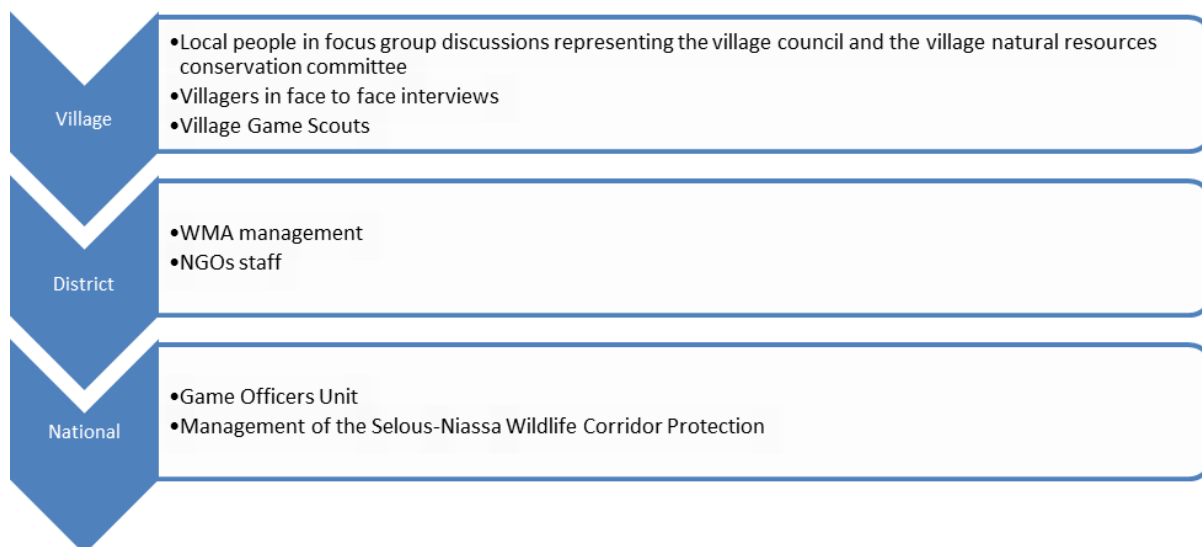 Village
•Local people in focus group discussions representing the village council and the village natural resources
conservation committee
•Villagers in face to face interviews
•Village Game Scouts
District
•WMA management
•NGOs staff
National
•Game Officers Unit
•Management of the Selous-Niassa Wildlife Corridor Protection